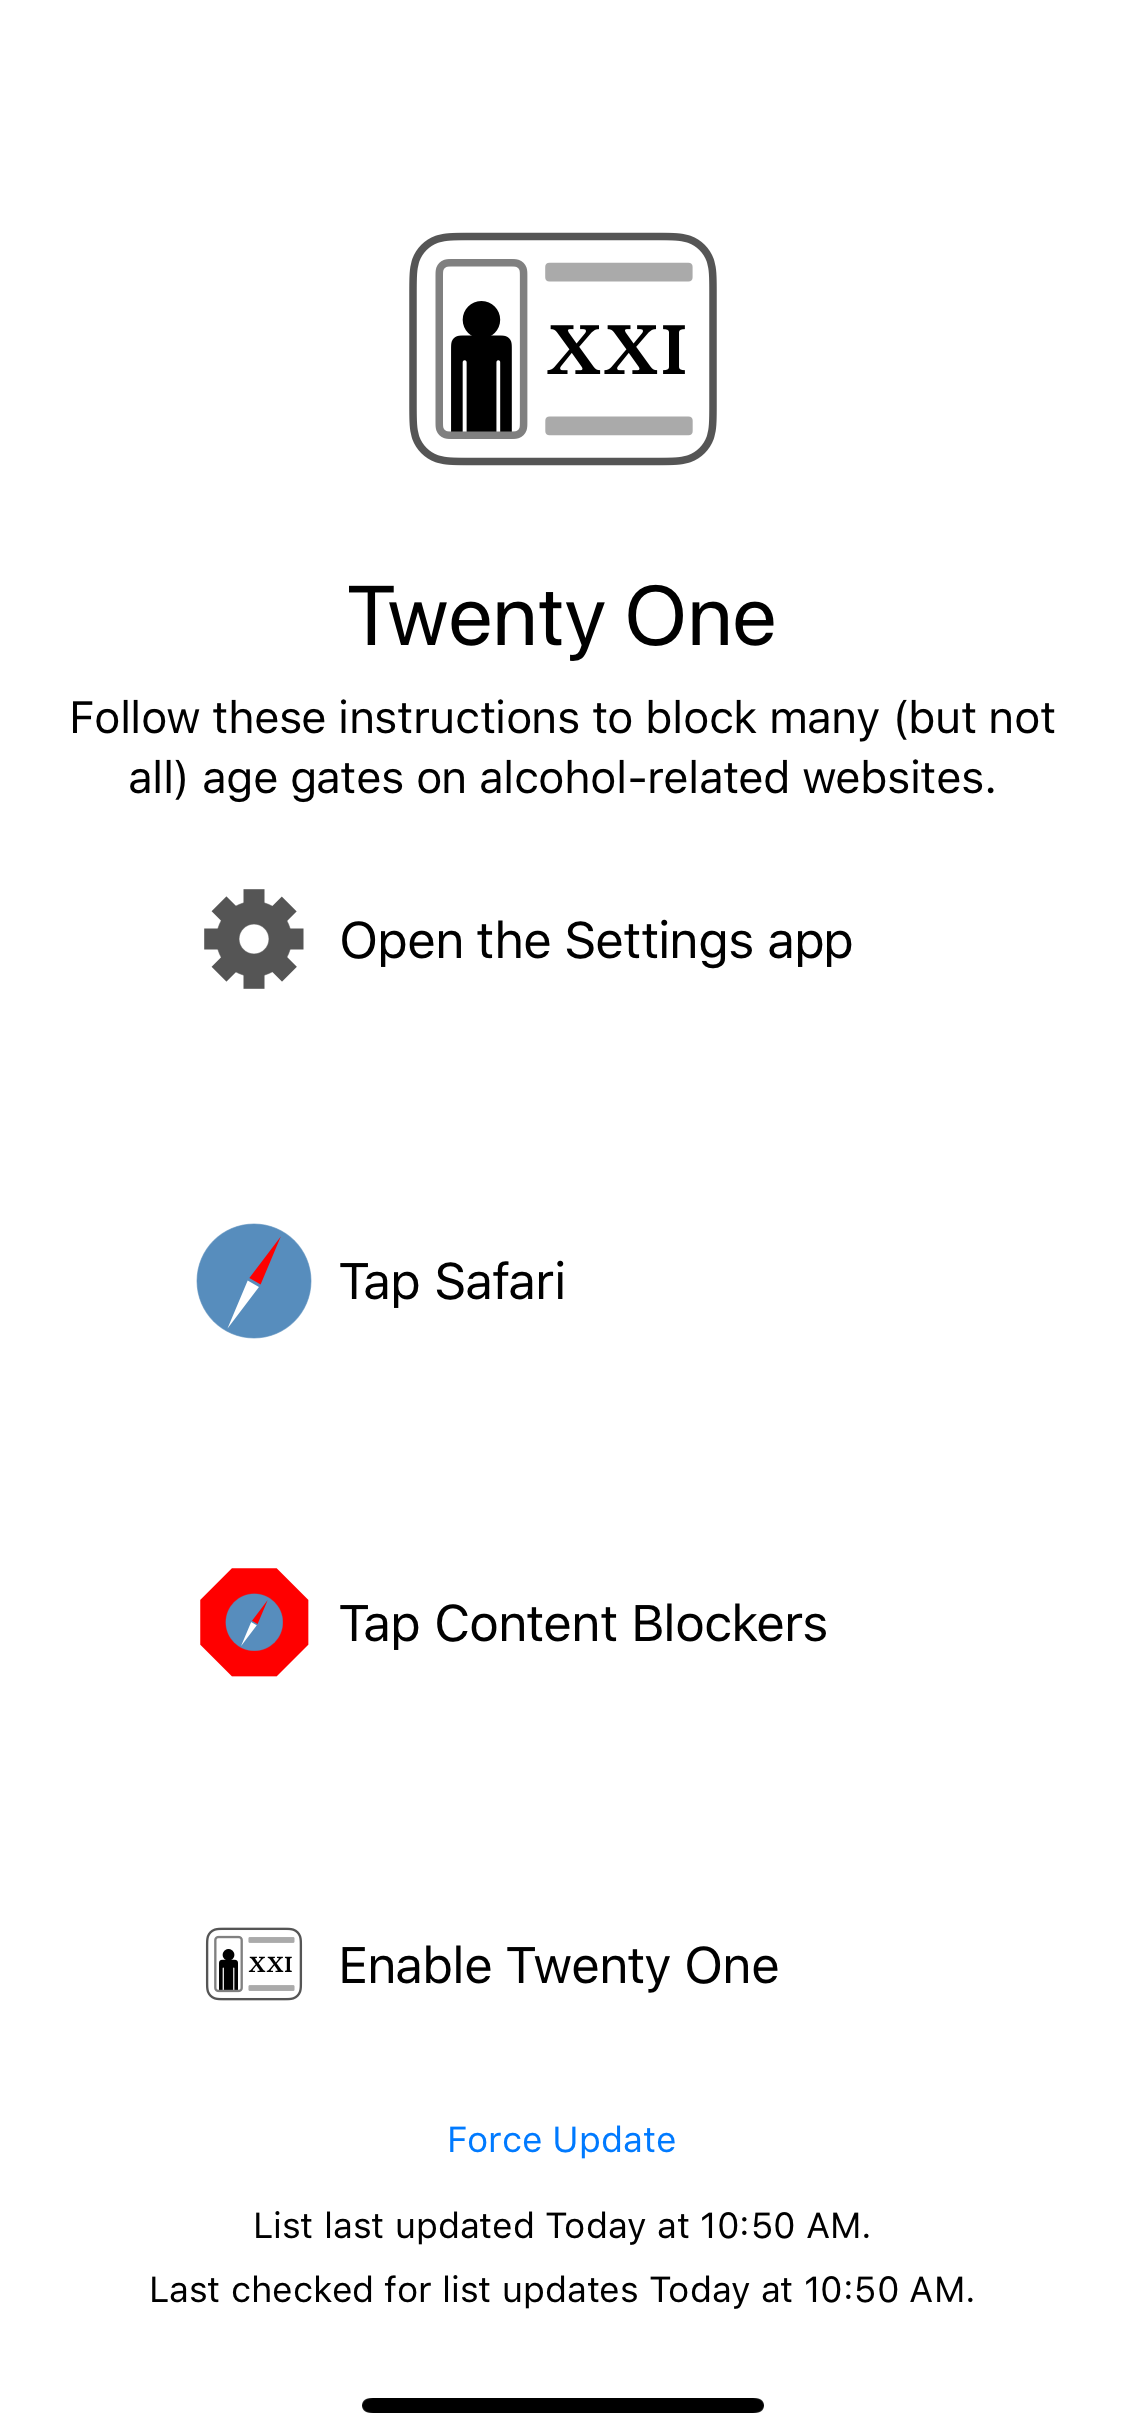 XXI
Twenty One
Follow these instructions to block many (but not
all) age gates on alcohol-related websites.
Open the Settings app
Tap Safari
Tap Content Blockers
XXI
Enable Twenty One
Force Update
List last updated Today at 10:50 AM.
Last checked for list updates Today at 10:50 AM.